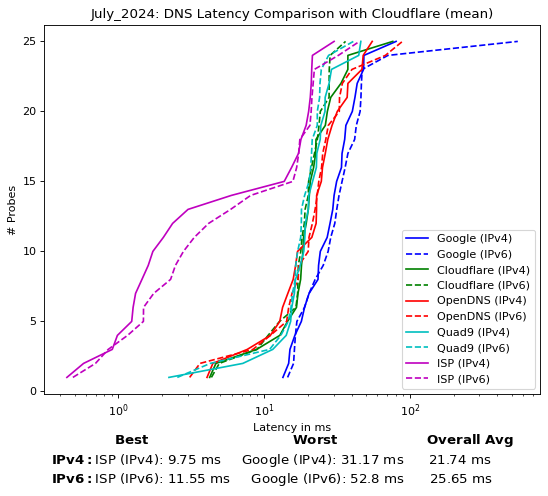 July_2024: DNS Latency Comparison with Cloudflare (mean)
25
20
15
10
5
0
# Probes
Google (IPv4)
Google (IPv6)
Cloudflare (IPv4)
Cloudflare (IPv6)
OpenDNS (IPv4)
OpenDNS (IPv6)
Quad9 (IPv4)
Quad9 (IPv6)
ISP (IPv4)
ISP (IPv6)
10⁰ 10¹ 10²
Latency in ms
Best Worst Overall Avg
IPv4: ISP (IPv4): 9.75 ms Google (IPv4): 31.17 ms 21.74 ms
IPv6: ISP (IPv6): 11.55 ms Google (IPv6): 52.8 ms 25.65 ms